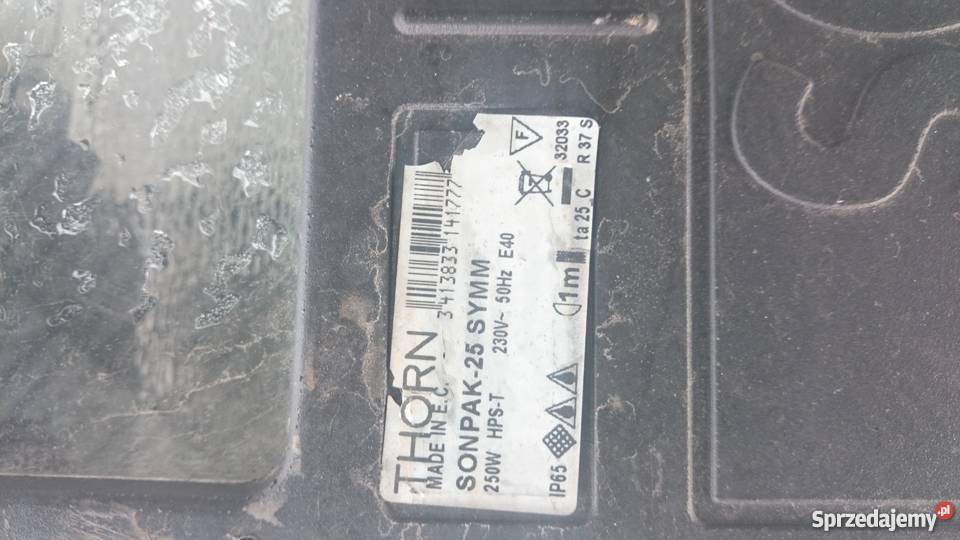 THORN
MADE IN E.C.
3 413833 141777
SONPAK-25 SYMM
250W HPS-T 230V~ 50Hz E40
IP65
1m
ta 25 C
F
32033
R 37 S
Sprzedajemy.pl